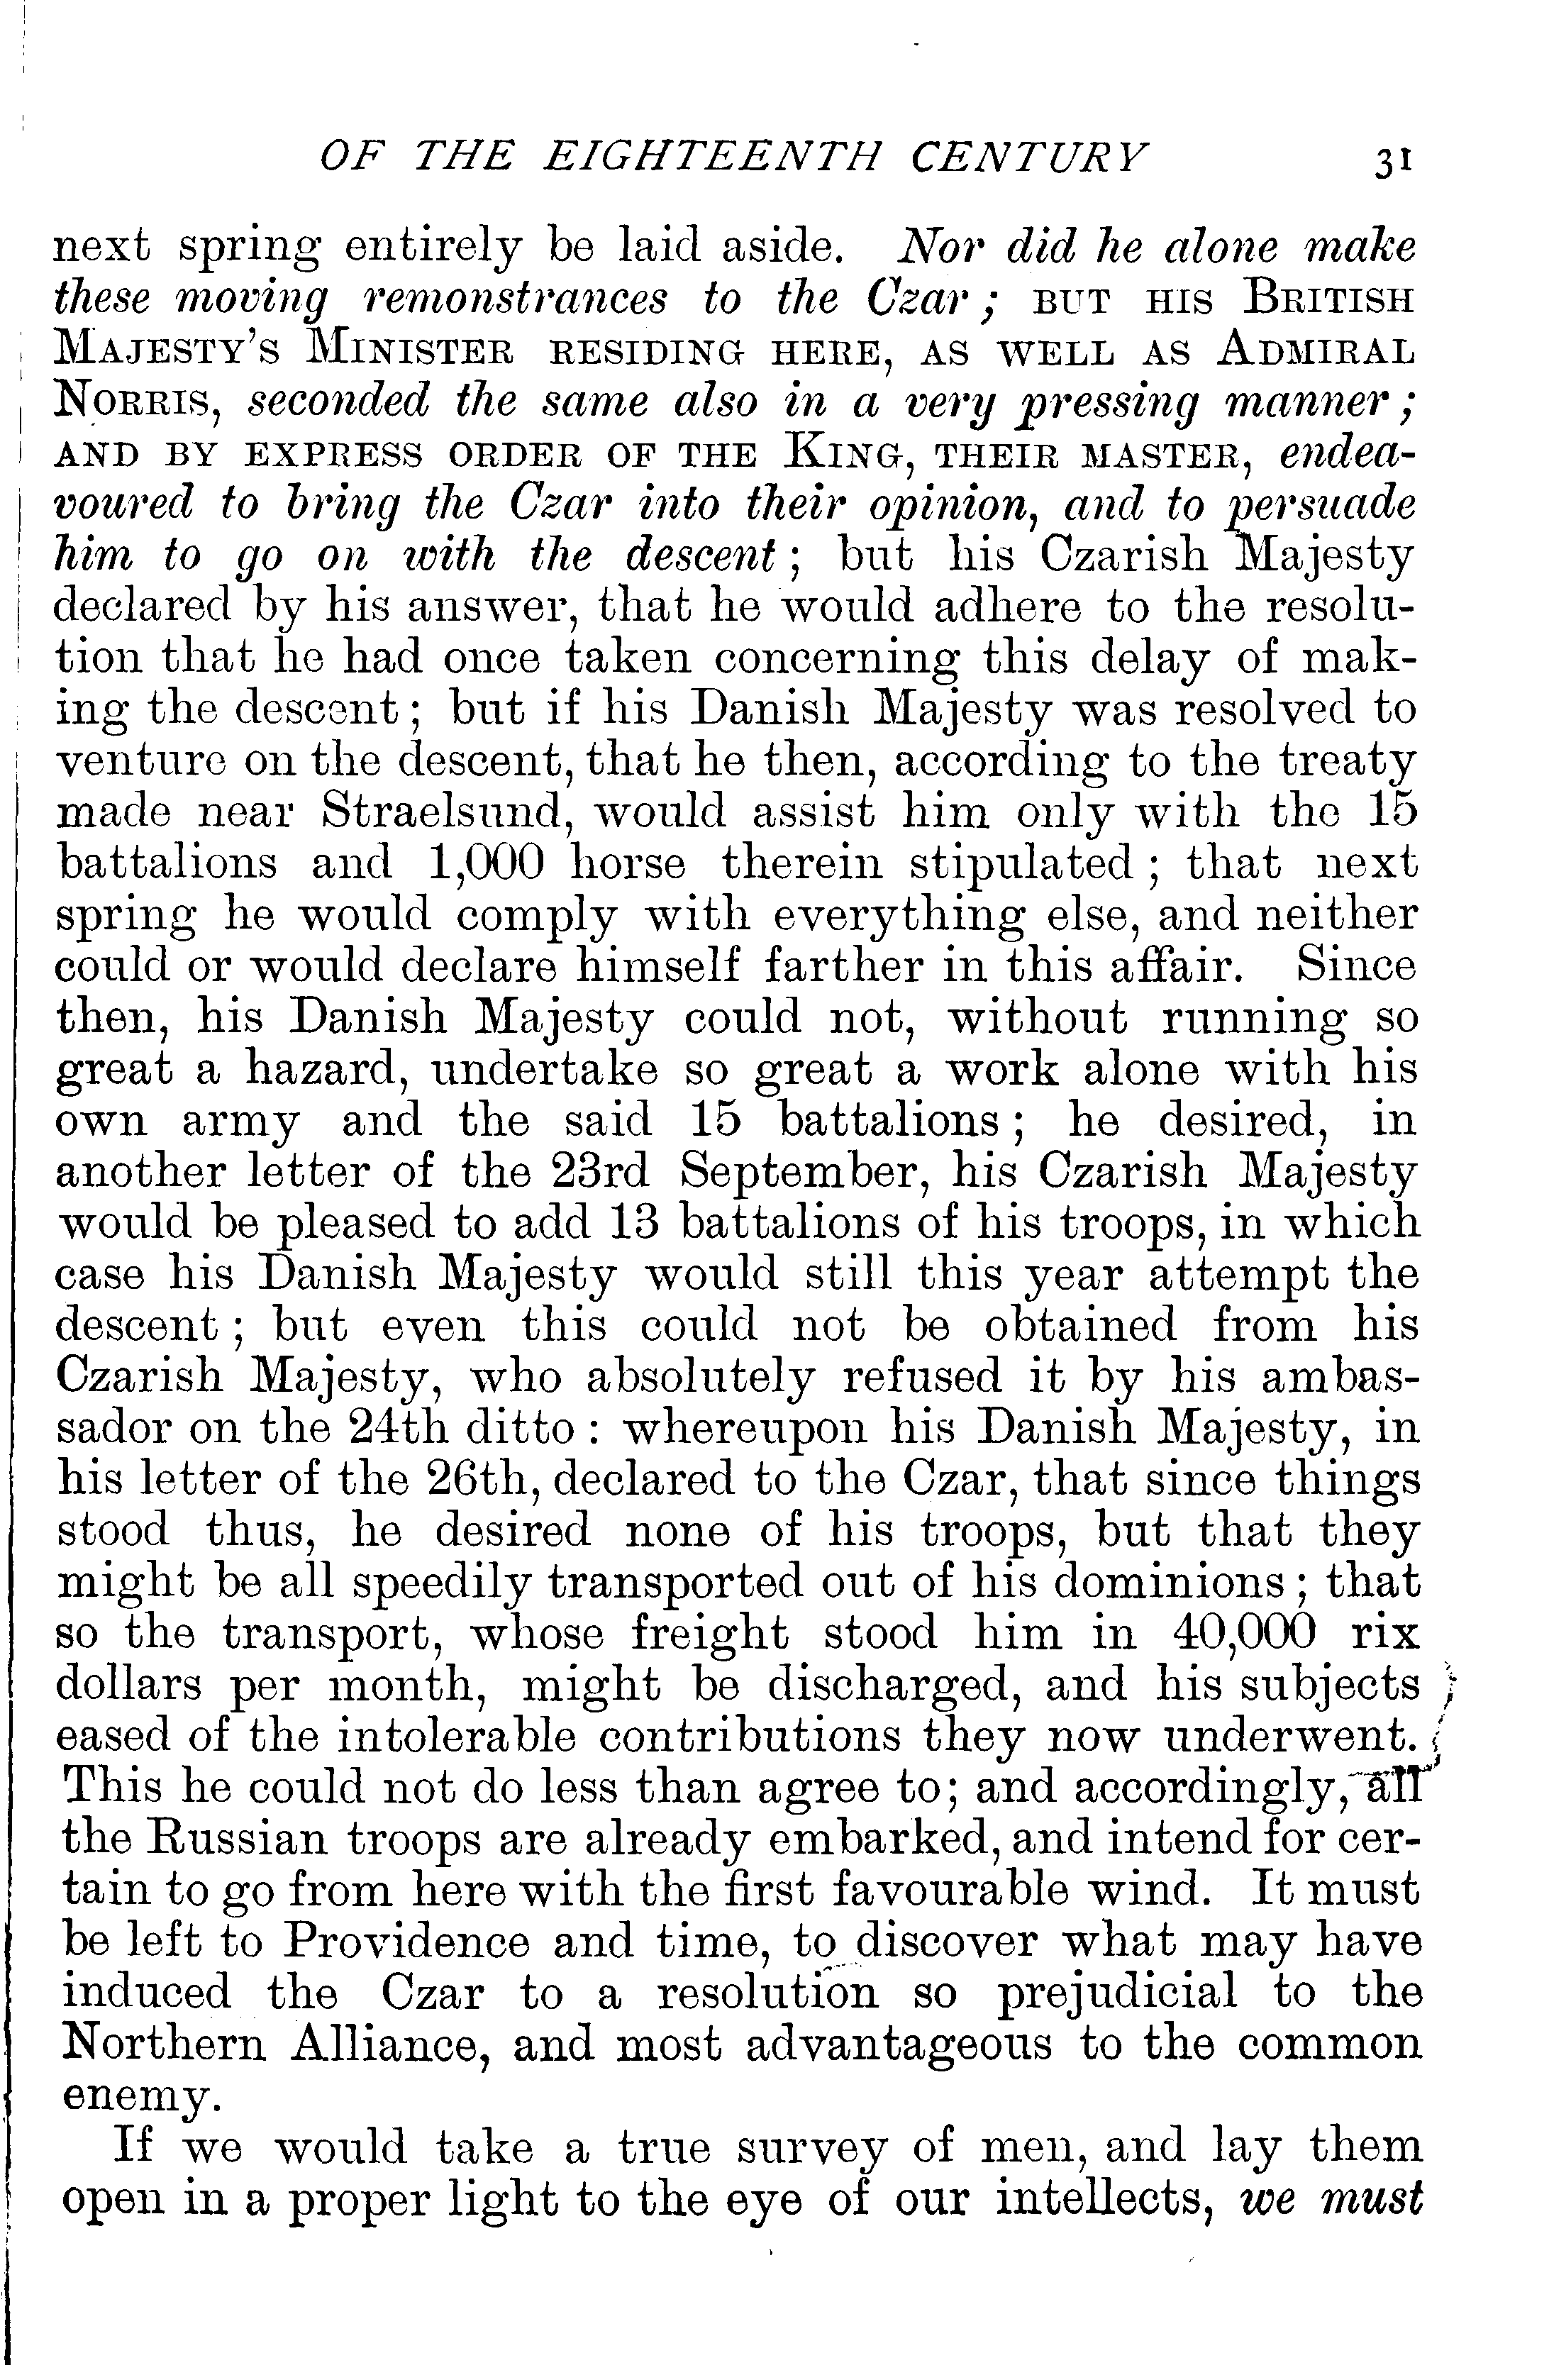 OF THE EIGHTEENTH CENTURY 31
next spring entirely be laid aside. Nor did he alone make
these moving remonstrances to the Czar; BUT HIS BRITISH
MAJESTY'S MINISTER RESIDING HERE, AS WELL AS ADMIRAL
NORRIS, seconded the same also in a very pressing manner;
AND BY EXPRESS ORDER OF THE KING, THEIR MASTER, endea-
voured to bring the Czar into their opinion, and to persuade
him to go on with the descent; but his Czarish Majesty
declared by his answer, that he would adhere to the resolu-
tion that he had once taken concerning this delay of mak-
ing the descent; but if his Danish Majesty was resolved to
venture on the descent, that he then, according to the treaty
made near Straelsund, would assist him only with the 15
battalions and 1,000 horse therein stipulated; that next
spring he would comply with everything else, and neither
could or would declare himself farther in this affair. Since
then, his Danish Majesty could not, without running so
great a hazard, undertake so great a work alone with his
own army and the said 15 battalions; he desired, in
another letter of the 23rd September, his Czarish Majesty
would be pleased to add 13 battalions of his troops, in which
case his Danish Majesty would still this year attempt the
descent; but even this could not be obtained from his
Czarish Majesty, who absolutely refused it by his ambas-
sador on the 24th ditto: whereupon his Danish Majesty, in
his letter of the 26th, declared to the Czar, that since things
stood thus, he desired none of his troops, but that they
might be all speedily transported out of his dominions; that
so the transport, whose freight stood him in 40,000 rix
dollars per month, might be discharged, and his subjects
eased of the intolerable contributions they now underwent.
This he could not do less than agree to; and accordingly, all
the Russian troops are already embarked, and intend for cer-
tain to go from here with the first favourable wind. It must
be left to Providence and time, to discover what may have
induced the Czar to a resolution so prejudicial to the
Northern Alliance, and most advantageous to the common
enemy.
If we would take a true survey of men, and lay them
open in a proper light to the eye of our intellects, we must